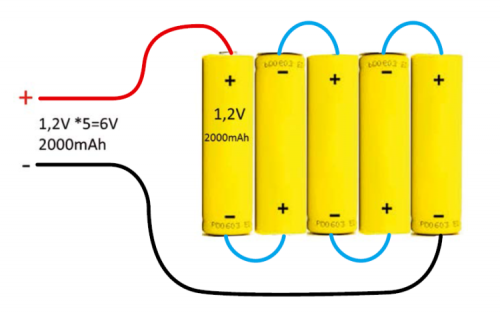 +
1,2V *5=6V
2000mAh
-
+ - + - +
1,2V
2000mAh
- + - + -